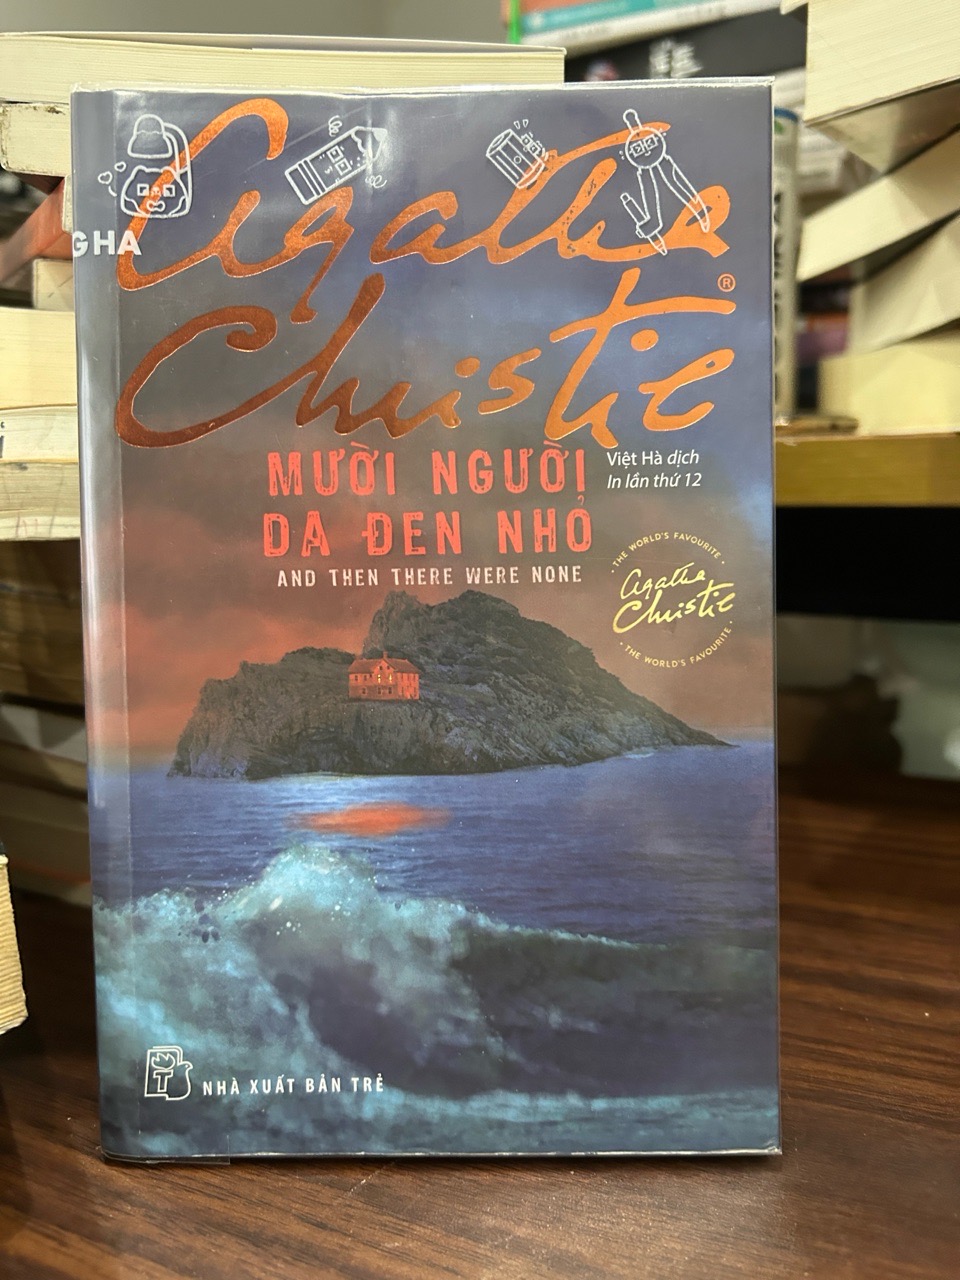 GHA
Agatha
Christie
®
MƯỜI NGƯỜI
DA ĐEN NHỎ
AND THEN THERE WERE NONE
Việt Hà dịch
In lần thứ 12
THE WORLD'S FAVOURITE
Agatha
Christie
THE WORLD'S FAVOURITE
NHÀ XUẤT BẢN TRẺ